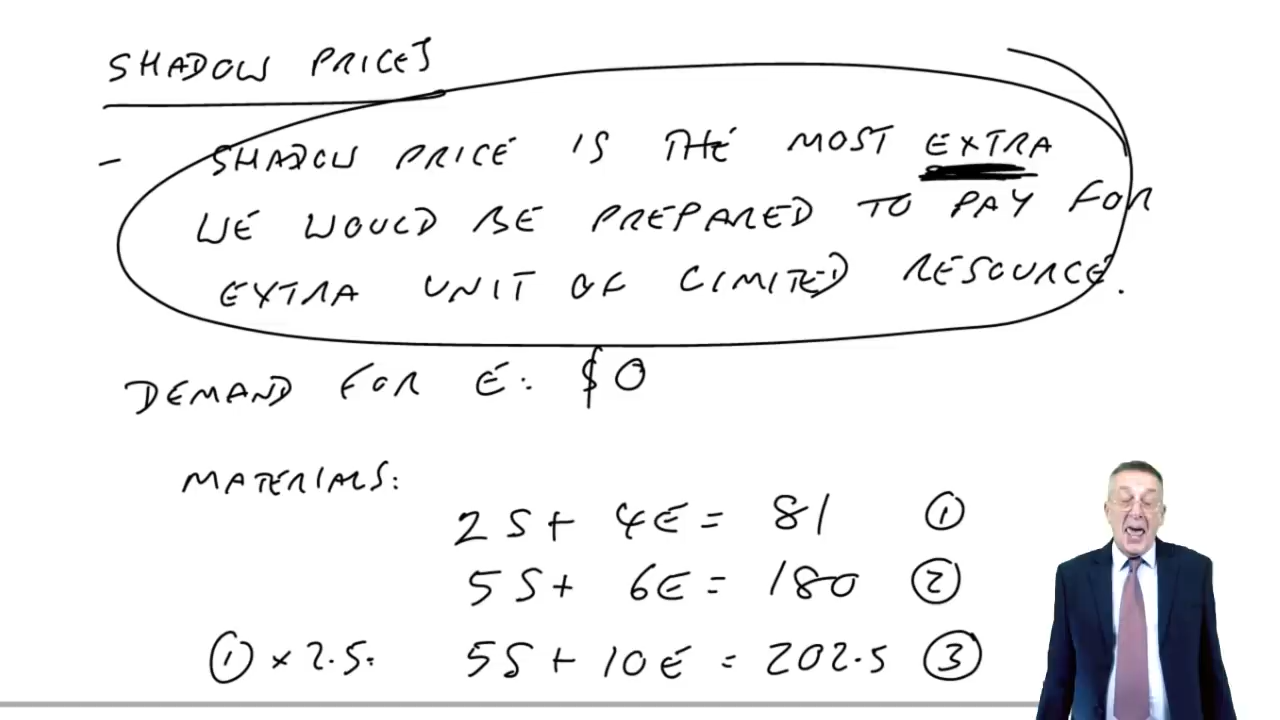 SHADOW PRICES
- SHADOW PRICE IS THE MOST EXTRA
WE WOULD BE PREPARED TO PAY FOR
EXTRA UNIT OF LIMITED RESOURCE.
DEMAND FOR E: $0
MATERIALS:
2S + 4E = 81 ①
5S + 6E = 180 ②
① x 2.5: 5S + 10E = 202.5 ③